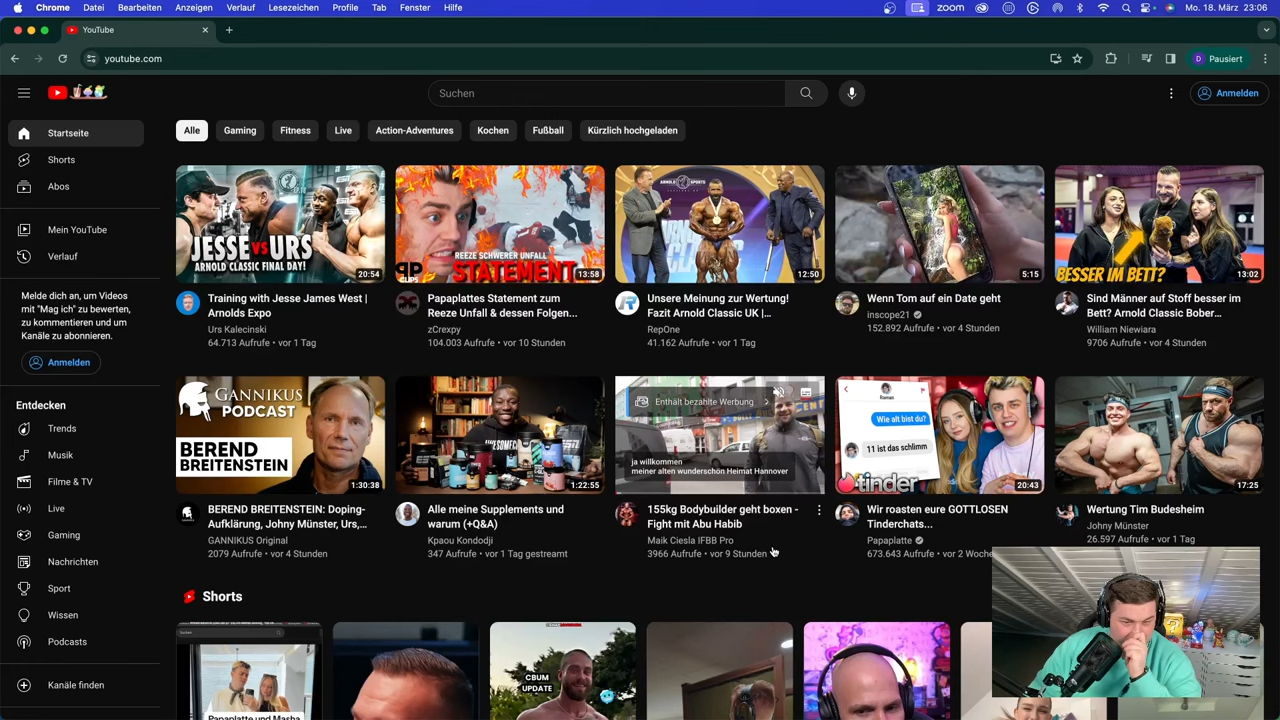 Chrome Datei Bearbeiten Anzeigen Verlauf Lesezeichen Profile Tab Fenster Hilfe zoom Mo. 18. März 23:06
YouTube
youtube.com D Pausiert
Suchen Anmelden
Startseite
Shorts
Abos
Mein YouTube
Verlauf
Melde dich an, um Videos
mit "Mag ich" zu bewerten,
zu kommentieren und um
Kanäle zu abonnieren.
Anmelden
Entdecken
Trends
Musik
Filme & TV
Live
Gaming
Nachrichten
Sport
Wissen
Podcasts
Kanäle finden
Alle Gaming Fitness Live Action-Adventures Kochen Fußball Kürzlich hochgeladen
JESSE VS URS
ARNOLD CLASSIC FINAL DAY!
20:54
Training with Jesse James West |
Arnolds Expo
Urs Kalecinski
64.713 Aufrufe • vor 1 Tag
REEZE SCHWERER UNFALL
STATEMENT
CLIPS
13:58
Papaplattes Statement zum
Reeze Unfall & dessen Folgen...
zCrexpy
104.003 Aufrufe • vor 10 Stunden
ARNOLD SPORTS
12:50
Unsere Meinung zur Wertung!
Fazit Arnold Classic UK |...
RepOne
41.162 Aufrufe • vor 1 Tag
5:15
Wenn Tom auf ein Date geht
inscope21
152.892 Aufrufe • vor 4 Stunden
BESSER IM BETT?
13:02
Sind Männer auf Stoff besser im
Bett? Arnold Classic Bober...
William Niewiara
9706 Aufrufe • vor 4 Stunden
GANNIKUS
PODCAST
BEREND
BREITENSTEIN
1:30:38
BEREND BREITENSTEIN: Doping-
Aufklärung, Johny Münster, Urs,...
GANNIKUS Original
2079 Aufrufe • vor 4 Stunden
1:22:55
Alle meine Supplements und
warum (+Q&A)
Kpaou Kondodji
347 Aufrufe • vor 1 Tag gestreamt
Enthält bezahlte Werbung
ja willkommen
meiner alten wunderschön Heimat Hannover
155kg Bodybuilder geht boxen -
Fight mit Abu Habib
Maik Ciesla IFBB Pro
3966 Aufrufe • vor 9 Stunden
Roman
Wie alt bist du?
11 ist das schlimm
tinder
20:43
Wir roasten eure GOTTLOSEN
Tinderchats...
Papaplatte
673.643 Aufrufe • vor 2 Woche
17:25
Wertung Tim Budesheim
Johny Münster
26.597 Aufrufe • vor 1 Tag
Shorts
Suchen
Papaplatte und Masha
CBUM
UPDATE